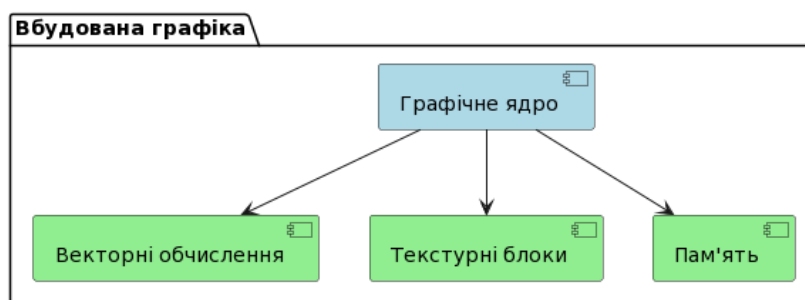 Вбудована графіка
Графічне ядро
Векторні обчислення
Текстурні блоки
Пам'ять